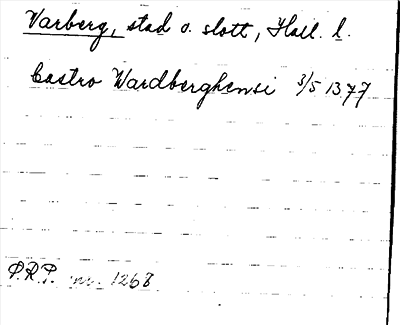 Varberg, stad o. slott, Hall. l.
Castro Wardberghensi 3/5 1377
P.R.P. nr. 1268